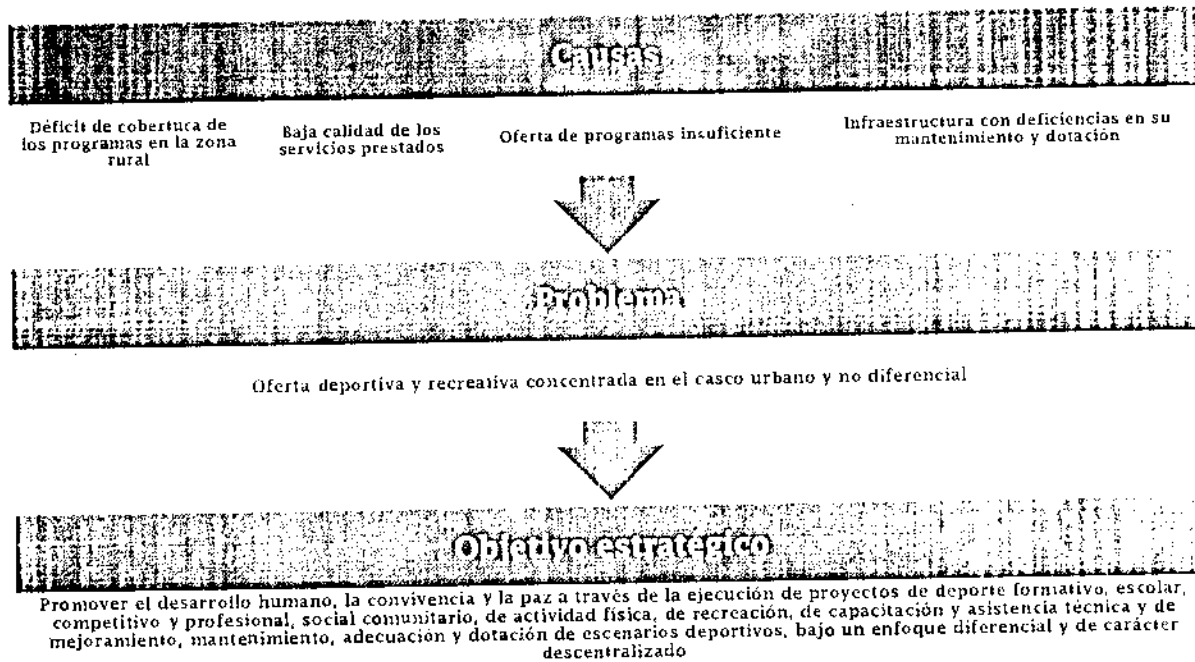 Causas
Déficit de cobertura de
los programas en la zona
rural
Baja calidad de los
servicios prestados
Oferta de programas insuficiente
Infraestructura con deficiencias en su
mantenimiento y dotación
Problema
Oferta deportiva y recreativa concentrada en el casco urbano y no diferencial
Objetivo estratégico
Promover el desarrollo humano, la convivencia y la paz a través de la ejecución de proyectos de deporte formativo, escolar,
competitivo y profesional, social comunitario, de actividad física, de recreación, de capacitación y asistencia técnica y de
mejoramiento, mantenimiento, adecuación y dotación de escenarios deportivos, bajo un enfoque diferencial y de carácter
descentralizado